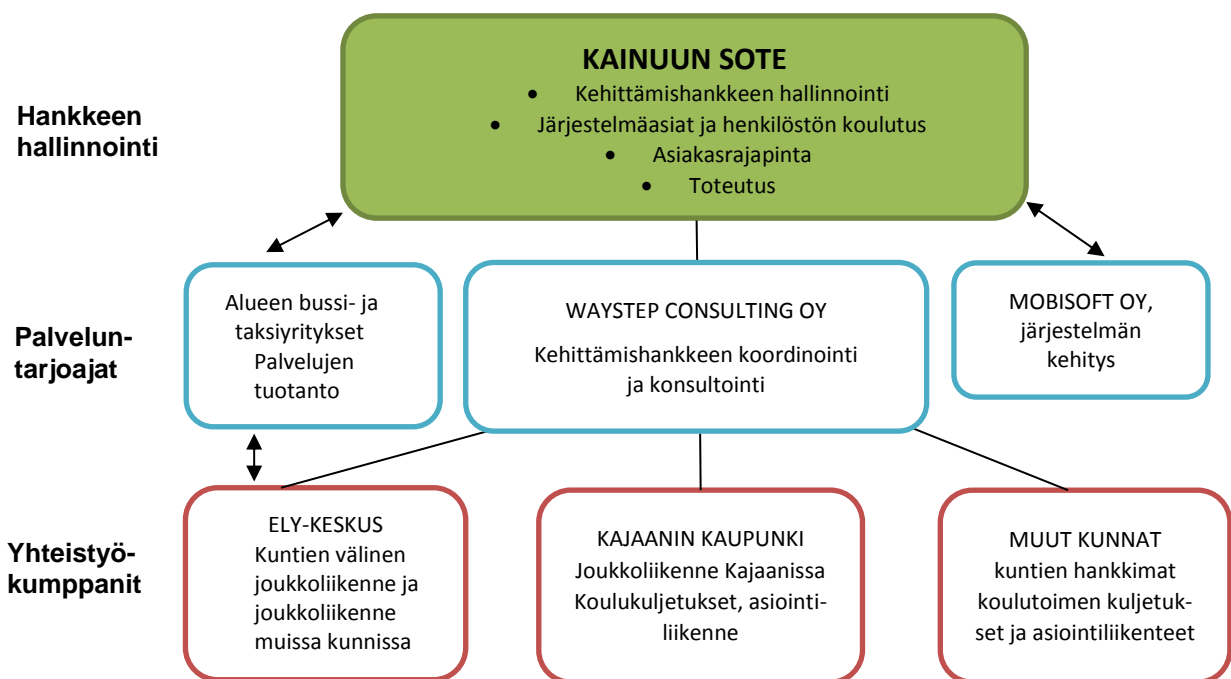 KAINUUN SOTE
• Kehittämishankkeen hallinnointi
• Järjestelmäasiat ja henkilöstön koulutus
• Asiakasrajapinta
• Toteutus
Hankkeen
hallinnointi
Palvelun-
tarjoajat
Alueen bussi- ja
taksiyritykset
Palvelujen
tuotanto
WAYSTEP CONSULTING OY
Kehittämishankkeen koordinointi
ja konsultointi
MOBISOFT OY,
järjestelmän
kehitys
Yhteistyö-
kumppanit
ELY-KESKUS
Kuntien välinen
joukkoliikenne ja
joukkoliikenne
muissa kunnissa
KAJAANIN KAUPUNKI
Joukkoliikenne Kajaanissa
Koulukuljetukset, asiointi-
liikenne
MUUT KUNNAT
kuntien hankkimat
koulutoimen kuljetuk-
set ja asiointiliikenteet